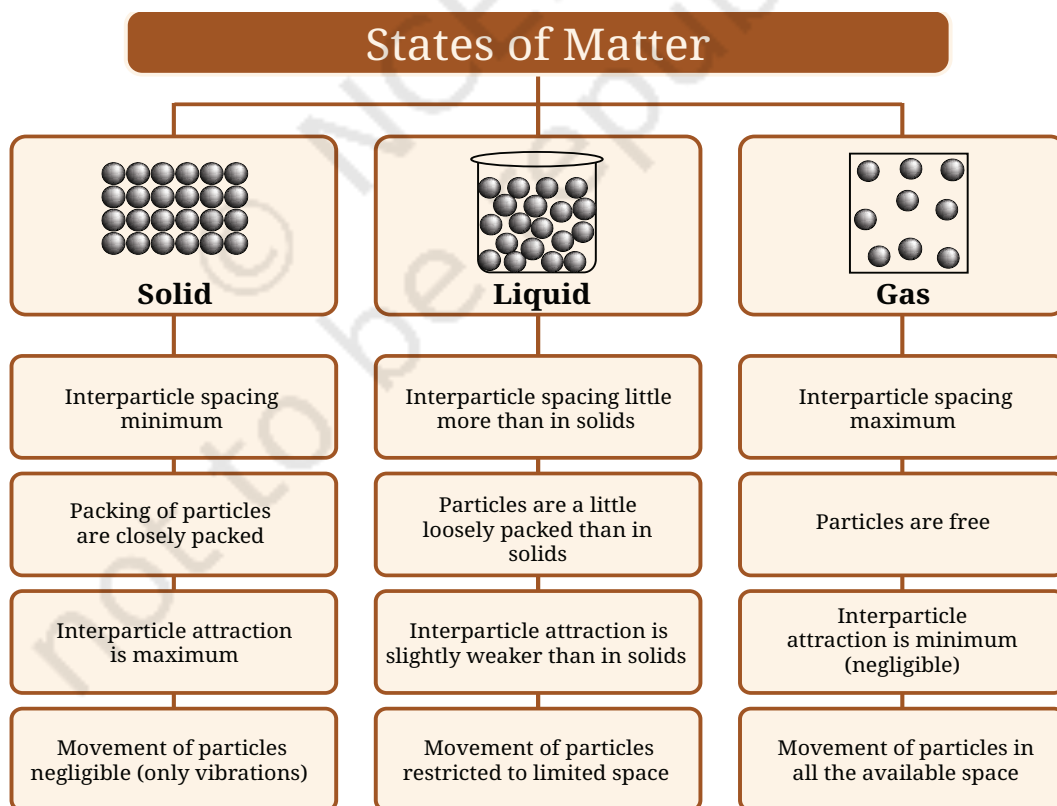 States of Matter
Solid
Liquid
Gas
Interparticle spacing
minimum
Interparticle spacing little
more than in solids
Interparticle spacing
maximum
Packing of particles
are closely packed
Particles are a little
loosely packed than in
solids
Particles are free
Interparticle attraction
is maximum
Interparticle attraction is
slightly weaker than in solids
Interparticle
attraction is minimum
(negligible)
Movement of particles
negligible (only vibrations)
Movement of particles
restricted to limited space
Movement of particles in
all the available space
not to be